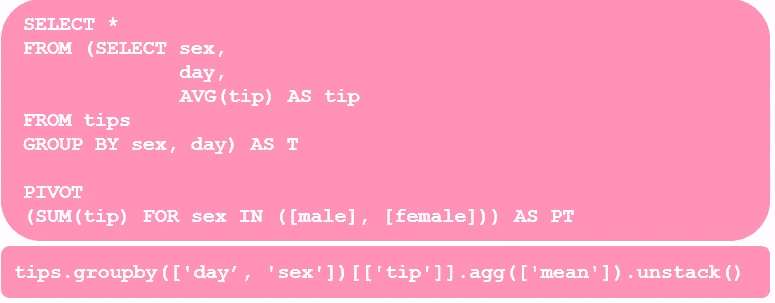 SELECT *
FROM (SELECT sex,
day,
AVG(tip) AS tip
FROM tips
GROUP BY sex, day) AS T
PIVOT
(SUM(tip) FOR sex IN ([male], [female])) AS PT
tips.groupby(['day’, 'sex'])[['tip']].agg(['mean']).unstack()